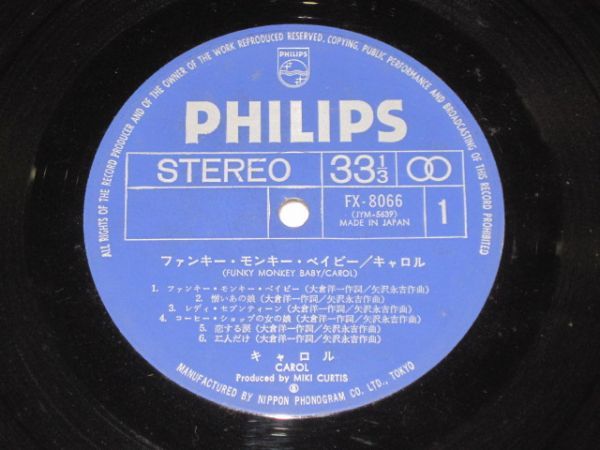 ALL RIGHTS OF THE RECORD PRODUCER AND OF THE OWNER OF THE WORK REPRODUCED RESERVED. COPYING, PUBLIC PERFORMANCE AND BROADCASTING OF THIS RECORD PROHIBITED
PHILIPS
PHILIPS
STEREO 33 1/3
FX-8066 1
(JYM-5639)
MADE IN JAPAN
ファンキー・モンキー・ベイビー/キャロル
(FUNKY MONKEY BABY/CAROL)
1. ファンキー・モンキー・ベイビー(大倉洋一作詞/矢沢永吉作曲)
2. 憎いあの娘(大倉洋一作詞/矢沢永吉作曲)
3. レディ・セブンティーン(大倉洋一作詞/矢沢永吉作曲)
4. コーヒー・ショップの女の娘(大倉洋一作詞/矢沢永吉作曲)
5. 恋する涙(大倉洋一作詞/矢沢永吉作曲)
6. 二人だけ(大倉洋一作詞/矢沢永吉作曲)
キャロル
CAROL
Produced by MIKI CURTIS
MANUFACTURED BY NIPPON PHONOGRAM CO., LTD., TOKYO